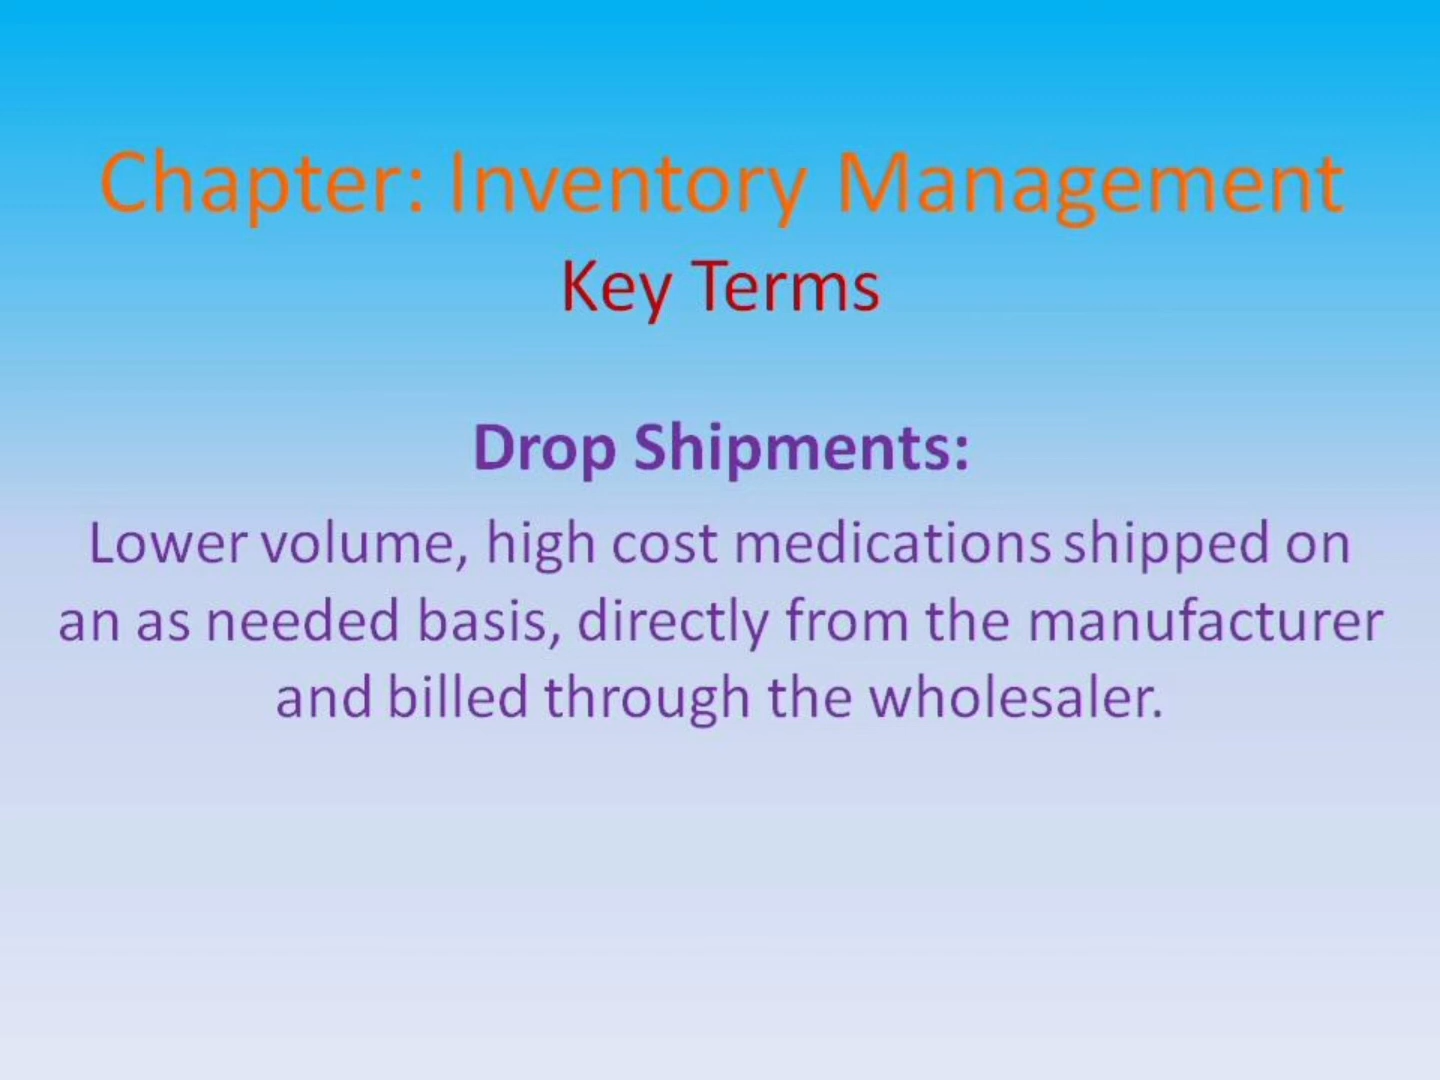 Chapter: Inventory Management
Key Terms
Drop Shipments:
Lower volume, high cost medications shipped on
an as needed basis, directly from the manufacturer
and billed through the wholesaler.